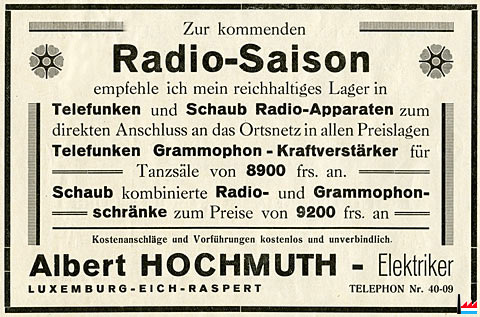 Zur kommenden
Radio-Saison
empfehle ich mein reichhaltiges Lager in
Telefunken und Schaub Radio-Apparaten zum
direkten Anschluss an das Ortsnetz in allen Preislagen
Telefunken Grammophon-Kraftverstärker für
Tanzsäle von 8900 frs. an.
Schaub kombinierte Radio- und Grammophon-
schränke zum Preise von 9200 frs. an
Kostenanschläge und Vorführungen kostenlos und unverbindlich.
Albert HOCHMUTH - Elektriker
LUXEMBURG-EICH-RASPERT TELEPHON Nr. 40-09